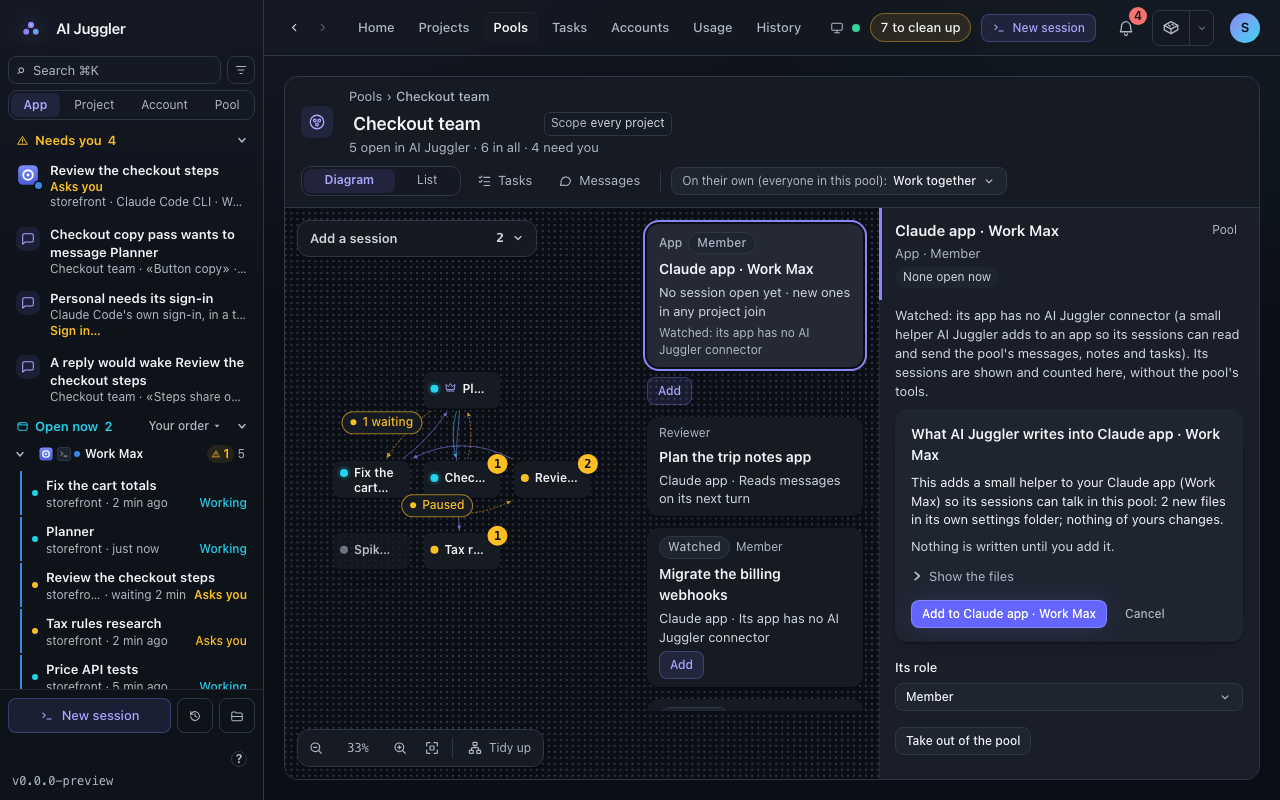 AI Juggler
Search ⌘K
App Project Account Pool
Needs you 4
Review the checkout steps
Asks you
storefront · Claude Code CLI · W…
Checkout copy pass wants to
message Planner
Checkout team · «Button copy» ·…
Personal needs its sign-in
Claude Code's own sign-in, in a t…
Sign in…
A reply would wake Review the
checkout steps
Checkout team · «Steps share o…
Open now 2 Your order
Work Max 1 5
Fix the cart totals
storefront · 2 min ago Working
Planner
storefront · just now Working
Review the checkout steps
storefro… · waiting 2 min Asks you
Tax rules research
storefront · 2 min ago Asks you
Price API tests
storefront · 5 min ago Working
New session
?
v0.0.0-preview
Home Projects Pools Tasks Accounts Usage History
7 to clean up
New session
4
S
Pools › Checkout team
Checkout team
Scope every project
5 open in AI Juggler · 6 in all · 4 need you
Diagram List Tasks Messages
On their own (everyone in this pool): Work together
Add a session 2
Pl…
1 waiting
Fix the
cart…
Chec…
1
Revie…
2
Paused
Spik…
Tax r…
1
33%
Tidy up
App Member
Claude app · Work Max
No session open yet · new ones
in any project join
Watched: its app has no AI
Juggler connector
Add
Reviewer
Plan the trip notes app
Claude app · Reads messages
on its next turn
Watched Member
Migrate the billing
webhooks
Claude app · Its app has no AI
Juggler connector
Add
Claude app · Work Max
Pool
App · Member
None open now
Watched: its app has no AI Juggler connector (a small
helper AI Juggler adds to an app so its sessions can read
and send the pool's messages, notes and tasks). Its
sessions are shown and counted here, without the pool's
tools.
What AI Juggler writes into Claude app · Work
Max
This adds a small helper to your Claude app (Work
Max) so its sessions can talk in this pool: 2 new files
in its own settings folder; nothing of yours changes.
Nothing is written until you add it.
Show the files
Add to Claude app · Work Max
Cancel
Its role
Member
Take out of the pool